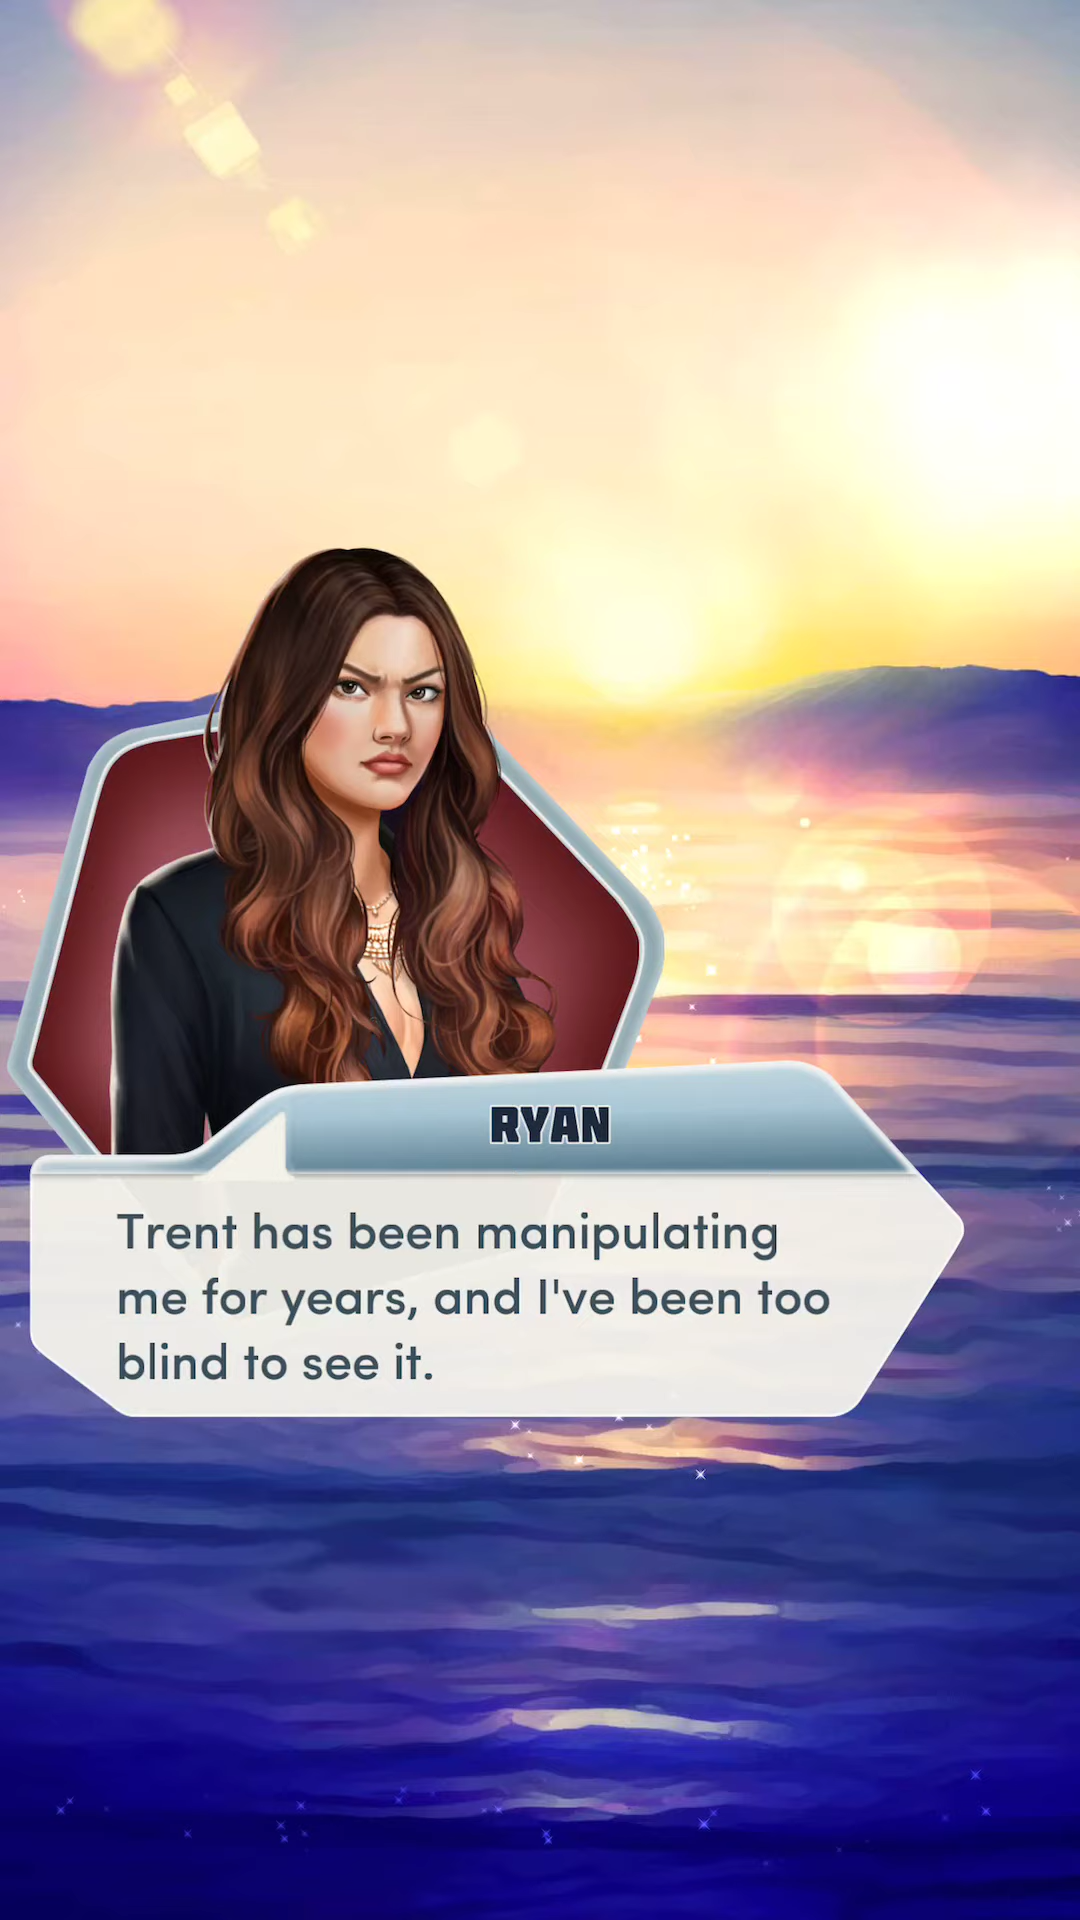 RYAN
Trent has been manipulating
me for years, and I've been too
blind to see it.